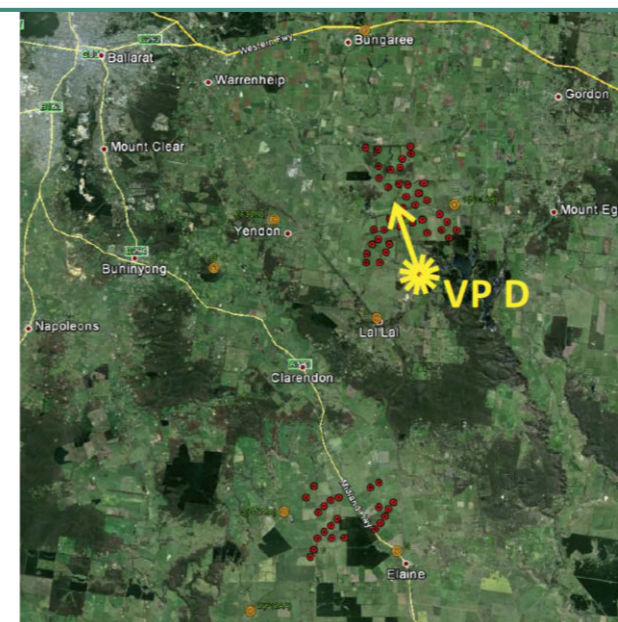 Western Fwy
Bungaree
Ballarat
Warrenheip
Gordon
Mount Clear
Mount Eg
Yendon
Buninyong
VP D
Napoleons
Lal Lal
Clarendon
Midland Hwy
Elaine